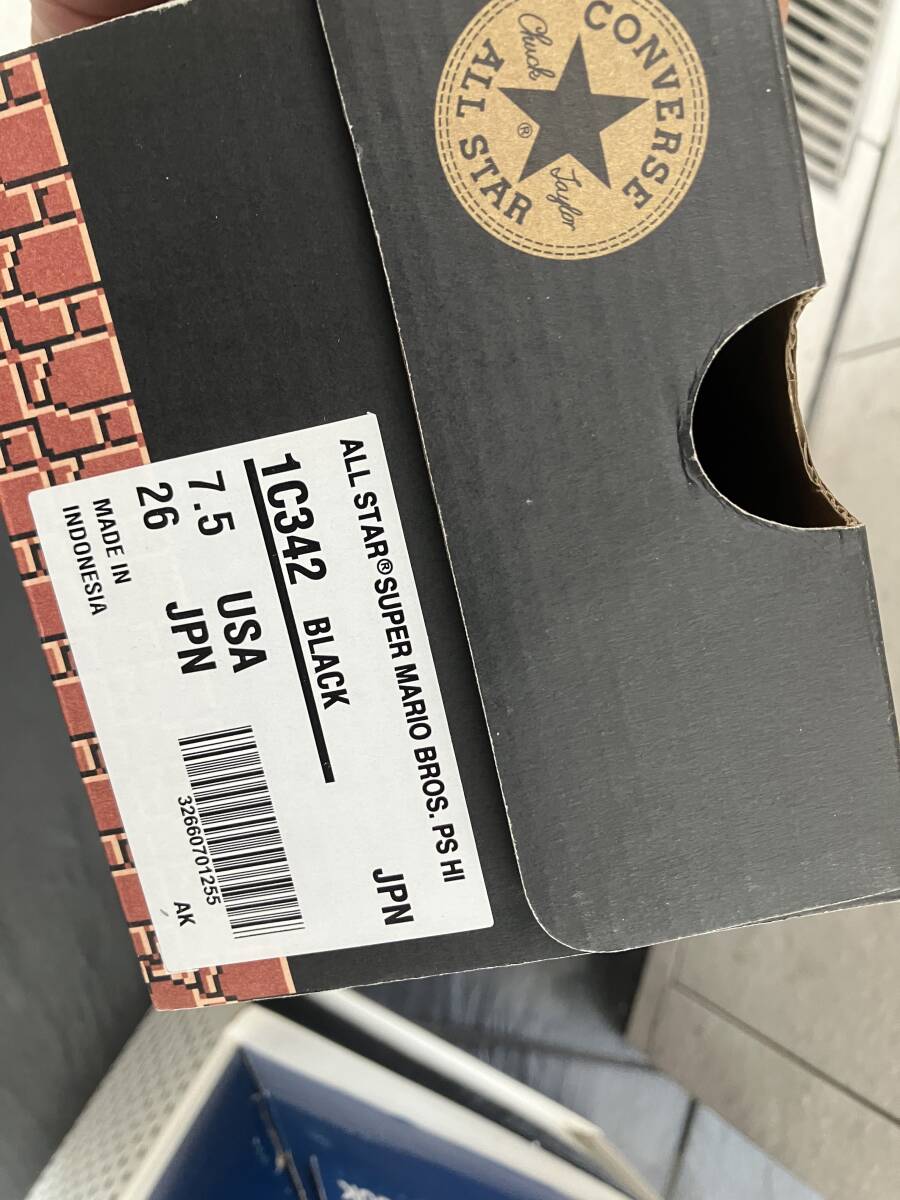 CONVERSE
Chuck Taylor
®
ALL STAR
ALL STAR®SUPER MARIO BROS. PS HI
1C342 BLACK JPN
7.5 USA
26 JPN
MADE IN
INDONESIA
32660701255
AK